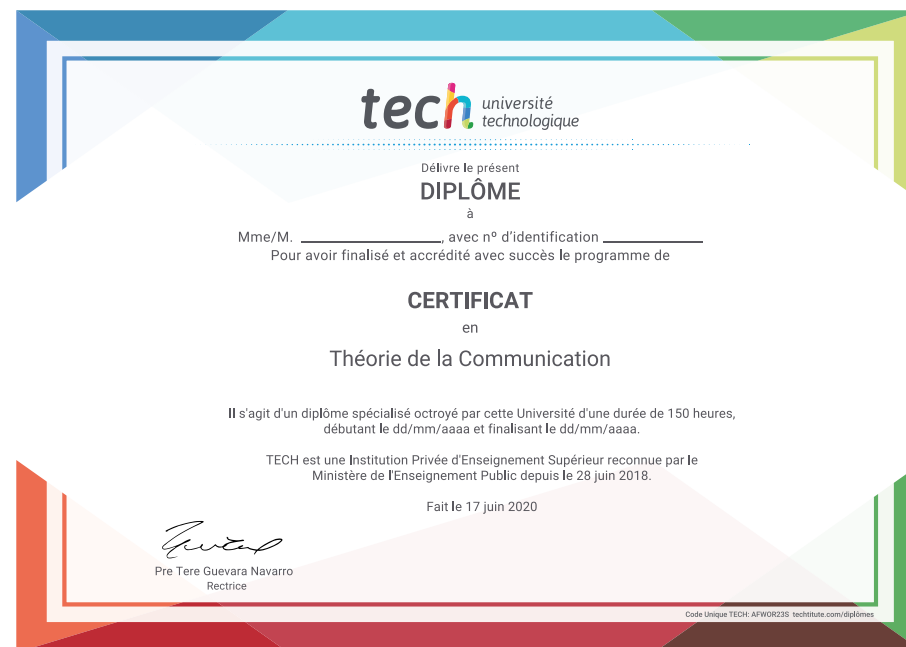 tech université
technologique
Délivre le présent
DIPLÔME
à
Mme/M. ____________________, avec nº d'identification ______________
Pour avoir finalisé et accrédité avec succès le programme de
CERTIFICAT
en
Théorie de la Communication
Il s'agit d'un diplôme spécialisé octroyé par cette Université d'une durée de 150 heures,
débutant le dd/mm/aaaa et finalisant le dd/mm/aaaa.
TECH est une Institution Privée d'Enseignement Supérieur reconnue par le
Ministère de l'Enseignement Public depuis le 28 juin 2018.
Fait le 17 juin 2020
Pre Tere Guevara Navarro
Rectrice
Code Unique TECH: AFWOR23S techtitute.com/diplômes